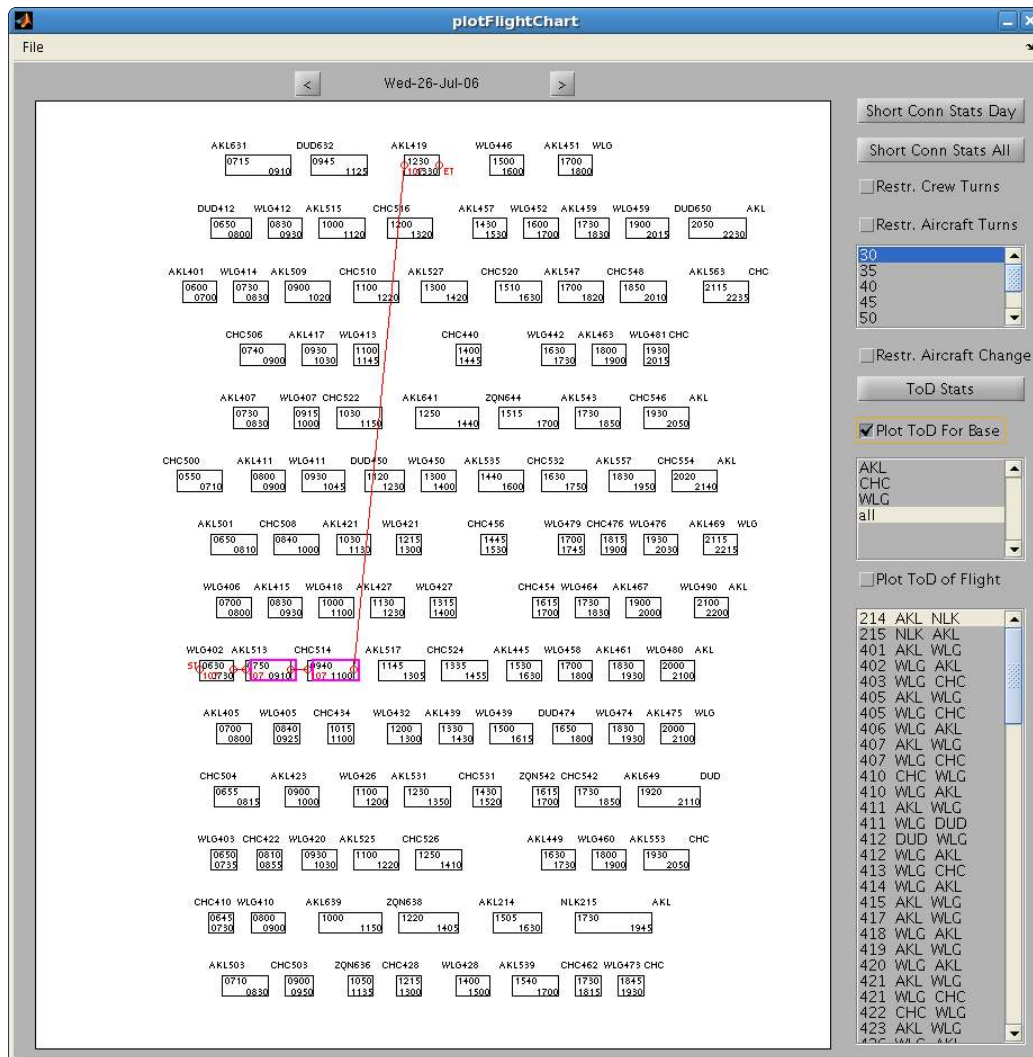 plotFlightChart
File
< Wed-26-Jul-06 >
AKL631 DUD632 AKL419 WLG446 AKL451 WLG
0715 0945 1230 1500 1700
0910 1125 1330 ET 1600 1800
DUD412 WLG412 AKL515 CHC516 AKL457 WLG452 AKL459 WLG459 DUD650 AKL
0650 0830 1000 1200 1430 1600 1730 1900 2050
0800 0930 1120 1320 1530 1700 1830 2015 2230
AKL401 WLG414 AKL509 CHC510 AKL527 CHC520 AKL547 CHC548 AKL563 CHC
0600 0730 0900 1100 1300 1510 1700 1850 2115
0700 0830 1020 1220 1420 1630 1820 2010 2235
CHC506 AKL417 WLG413 CHC440 WLG442 AKL463 WLG481 CHC
0740 0930 1100 1400 1630 1800 1930
0900 1030 1145 1445 1730 1900 2015
AKL407 WLG407 CHC522 AKL641 ZQN644 AKL543 CHC546 AKL
0730 0915 1030 1250 1515 1730 1930
0830 1000 1150 1440 1700 1850 2050
CHC500 AKL411 WLG411 DUD450 WLG450 AKL535 CHC532 AKL557 CHC554 AKL
0550 0800 0930 1120 1300 1440 1630 1830 2020
0710 0900 1045 1230 1400 1600 1750 1950 2140
AKL501 CHC508 AKL421 WLG421 CHC456 WLG479 CHC476 WLG476 AKL469 WLG
0650 0840 1030 1215 1445 1700 1815 1930 2115
0810 1000 1130 1300 1530 1745 1900 2030 2215
WLG406 AKL415 WLG418 AKL427 WLG427 CHC454 WLG464 AKL467 WLG490 AKL
0700 0830 1000 1130 1315 1615 1730 1900 2100
0800 0930 1100 1230 1400 1700 1830 2000 2200
WLG402 AKL513 CHC514 AKL517 CHC524 AKL445 WLG458 AKL461 WLG480 AKL
ST 0630 0750 0940 1145 1335 1530 1700 1830 2000
0730 07 0910 07 1100 1305 1455 1630 1800 1930 2100
AKL405 WLG405 CHC434 WLG432 AKL439 WLG439 DUD474 WLG474 AKL475 WLG
0700 0840 1015 1200 1330 1500 1650 1830 2000
0800 0925 1100 1300 1430 1615 1800 1930 2100
CHC504 AKL423 WLG426 AKL531 CHC531 ZQN542 CHC542 AKL649 DUD
0655 0900 1100 1230 1430 1615 1730 1920
0815 1000 1200 1350 1520 1700 1850 2110
WLG403 CHC422 WLG420 AKL525 CHC526 AKL449 WLG460 AKL553 CHC
0650 0810 0930 1100 1250 1630 1800 1930
0735 0855 1030 1220 1410 1730 1900 2050
CHC410 WLG410 AKL639 ZQN638 AKL214 NLK215 AKL
0645 0800 1000 1220 1505 1730
0730 0900 1150 1405 1630 1945
AKL503 CHC503 ZQN636 CHC428 WLG428 AKL539 CHC462 WLG473 CHC
0710 0900 1050 1215 1400 1540 1730 1845
0830 0950 1135 1300 1500 1700 1815 1930
Short Conn Stats Day
Short Conn Stats All
Restr. Crew Turns
Restr. Aircraft Turns
30
35
40
45
50
Restr. Aircraft Change
ToD Stats
Plot ToD For Base
AKL
CHC
WLG
all
Plot ToD of Flight
214 AKL NLK
215 NLK AKL
401 AKL WLG
402 WLG AKL
403 WLG CHC
405 AKL WLG
405 WLG CHC
406 WLG AKL
407 AKL WLG
407 WLG CHC
410 CHC WLG
410 WLG AKL
411 AKL WLG
411 WLG DUD
412 DUD WLG
412 WLG AKL
413 WLG CHC
414 WLG AKL
415 AKL WLG
417 AKL WLG
418 WLG AKL
419 AKL WLG
420 WLG AKL
421 AKL WLG
421 WLG CHC
422 CHC WLG
423 AKL WLG
426 WLG AKL